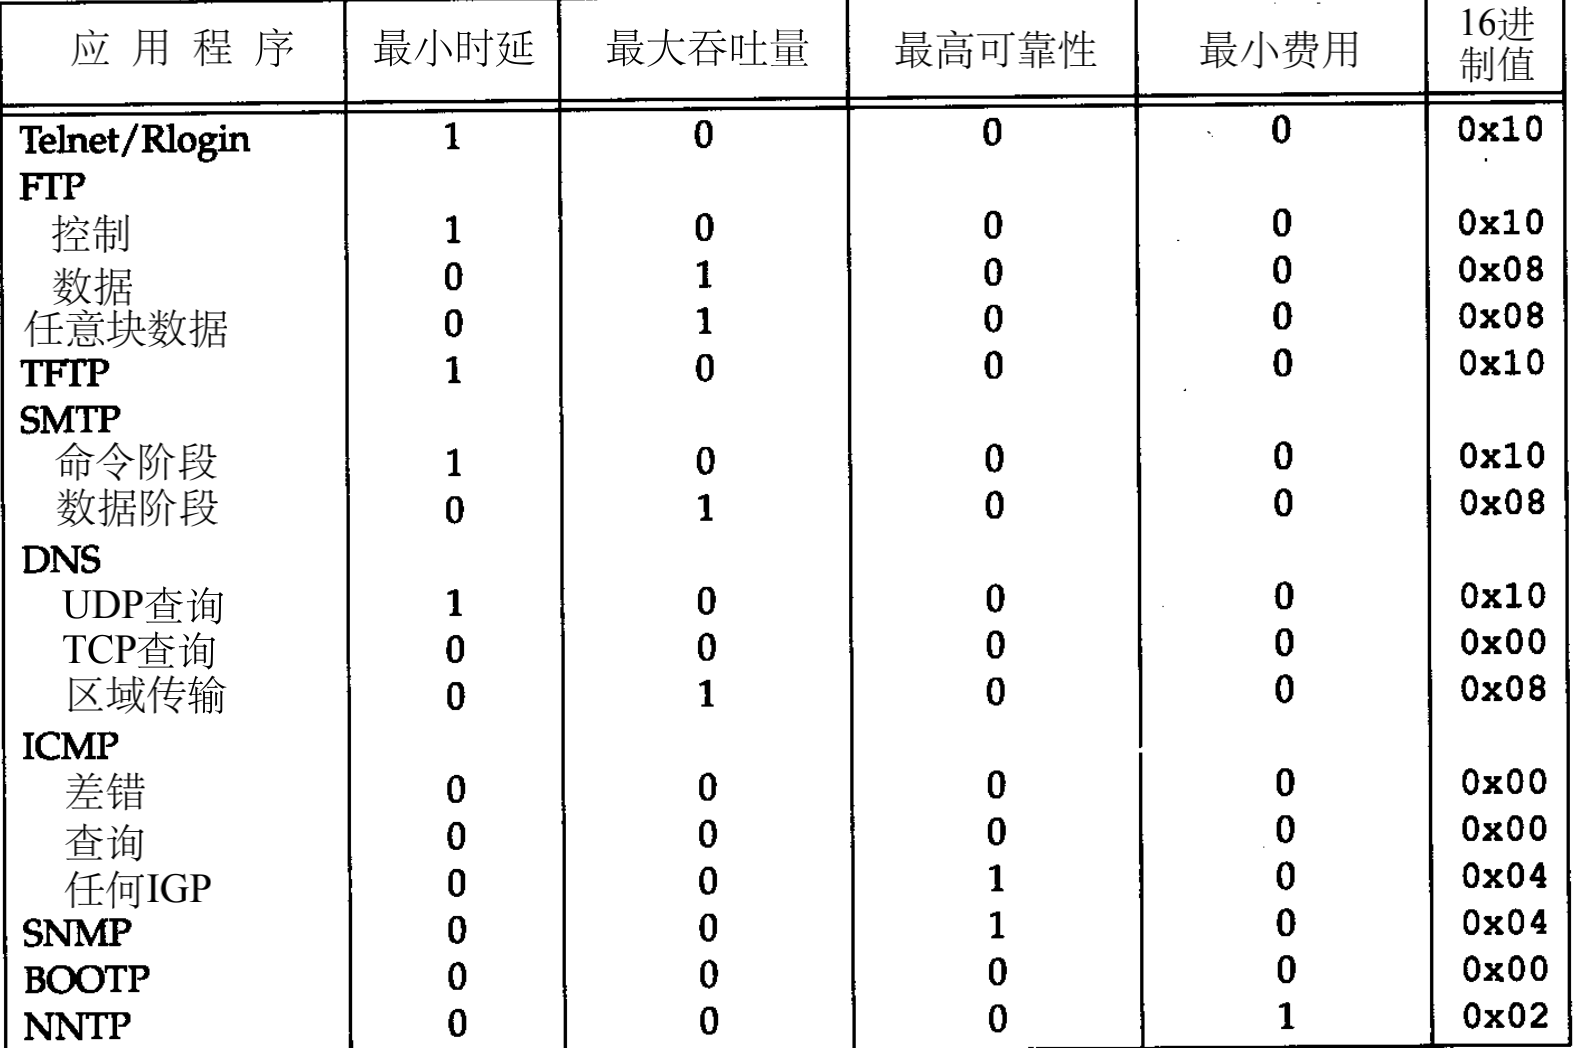 应用程序 最小时延 最大吞吐量 最高可靠性 最小费用 16进制值
Telnet/Rlogin 1 0 0 0 0x10
FTP
控制 1 0 0 0 0x10
数据 0 1 0 0 0x08
任意块数据 0 1 0 0 0x08
TFTP 1 0 0 0 0x10
SMTP
命令阶段 1 0 0 0 0x10
数据阶段 0 1 0 0 0x08
DNS
UDP查询 1 0 0 0 0x10
TCP查询 0 0 0 0 0x00
区域传输 0 1 0 0 0x08
ICMP
差错 0 0 0 0 0x00
查询 0 0 0 0 0x00
任何IGP 0 0 1 0 0x04
SNMP 0 0 1 0 0x04
BOOTP 0 0 0 0 0x00
NNTP 0 0 0 1 0x02